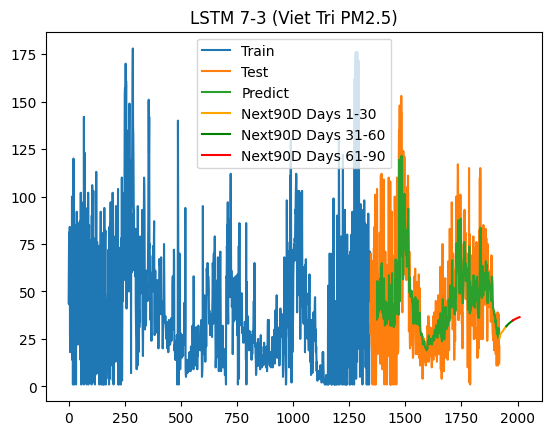 LSTM 7-3 (Viet Tri PM2.5)
Train
Test
Predict
Next90D Days 1-30
Next90D Days 31-60
Next90D Days 61-90
175
150
125
100
75
50
25
0
0 250 500 750 1000 1250 1500 1750 2000